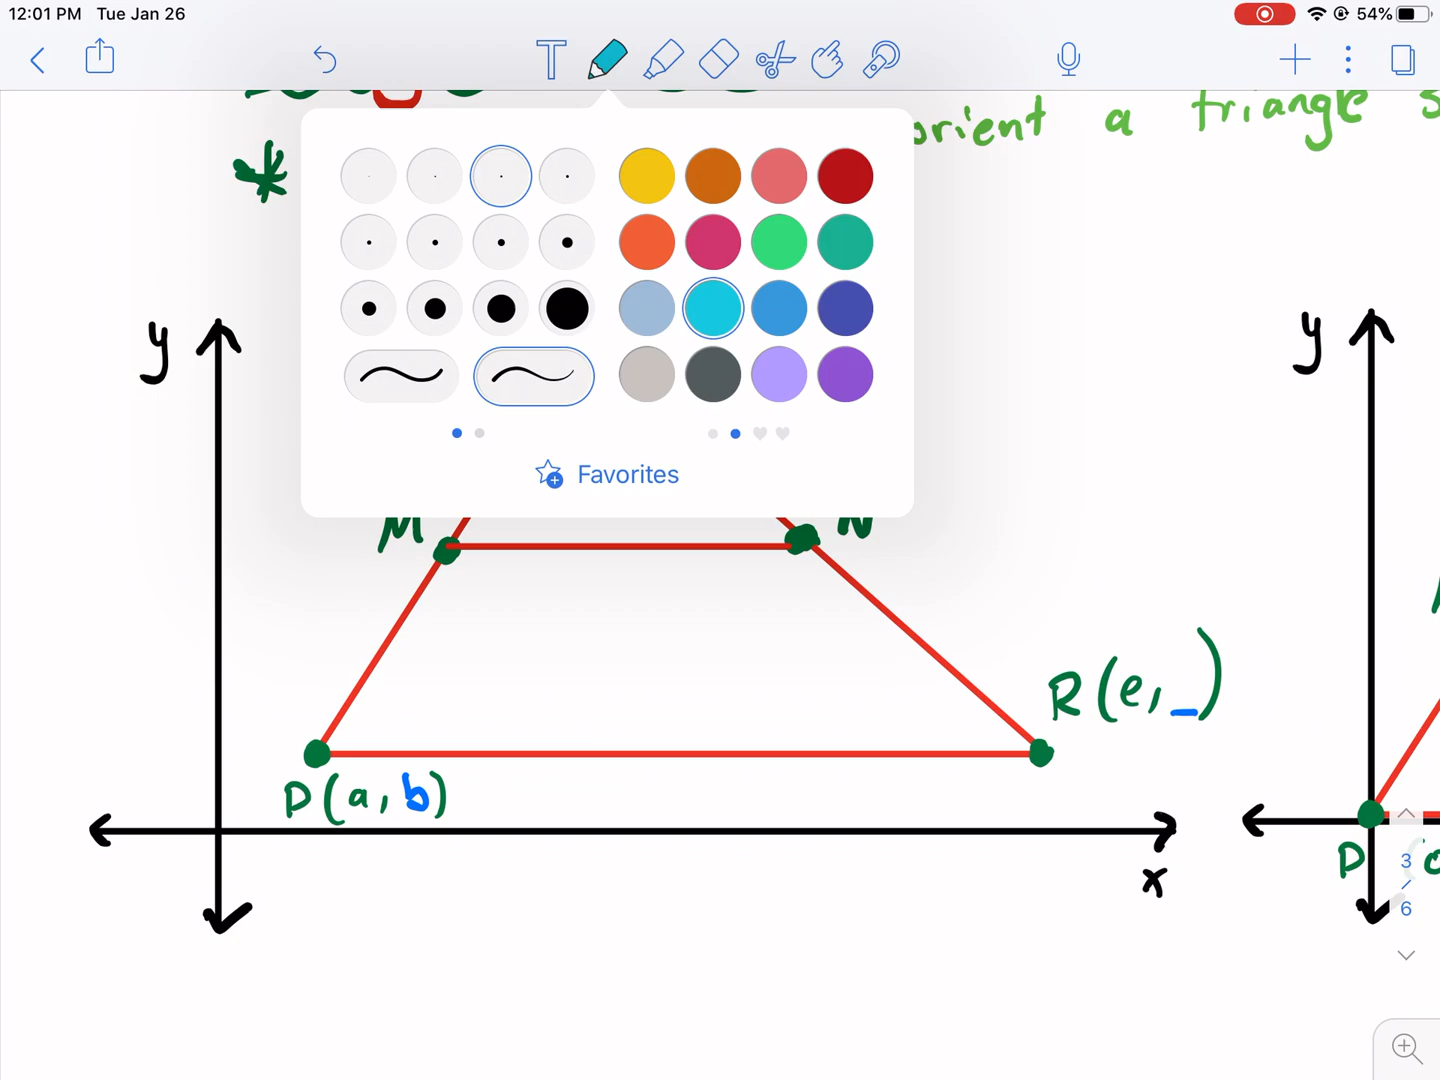 12:01 PM Tue Jan 26
54%
T
orient a triangle
*
y
y
Favorites
M
N
R(e, _)
D(a, b)
x
D
3
/
6